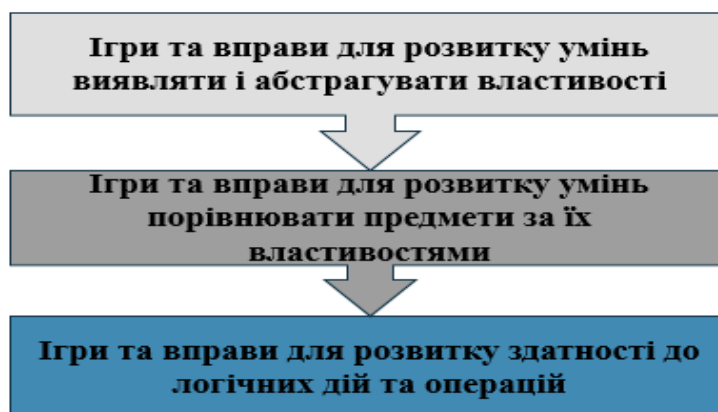 Ігри та вправи для розвитку умінь
виявляти і абстрагувати властивості
Ігри та вправи для розвитку умінь
порівнювати предмети за їх
властивостями
Ігри та вправи для розвитку здатності до
логічних дій та операцій